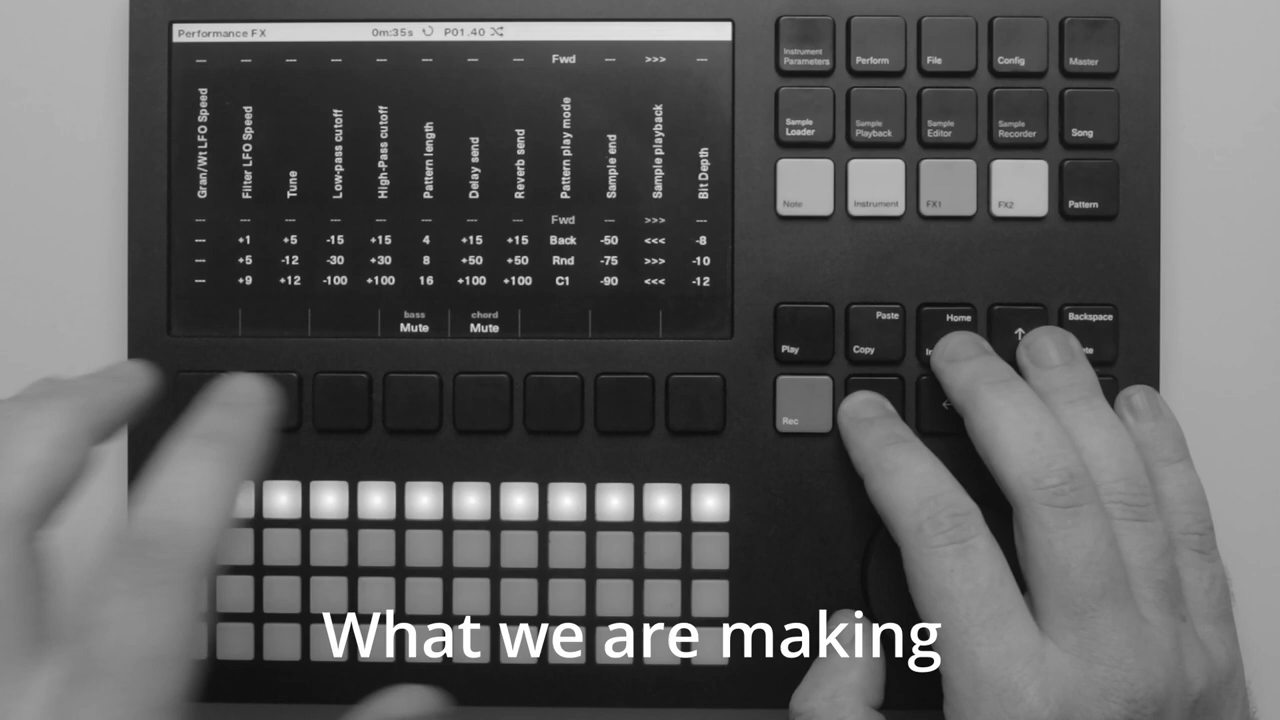 Performance FX 0m:35s P01.40
--- --- --- --- --- --- --- --- Fwd --- >>> ---
Gran/Wt LFO Speed Filter LFO Speed Tune Low-pass cutoff High-Pass cutoff Pattern length Delay send Reverb send Pattern play mode Sample end Sample playback Bit Depth
--- --- --- --- --- --- --- --- Fwd --- >>> ---
--- +1 +5 -15 +15 4 +15 +15 Back -50 <<< -8
--- +5 -12 -30 +30 8 +50 +50 Rnd -75 >>> -10
--- +9 +12 -100 +100 16 +100 +100 C1 -90 <<< -12
bass chord
Mute Mute
Instrument
Parameters Perform File Config Master
Sample
Loader
Sample
Playback
Sample
Editor
Sample
Recorder
Song
Note Instrument FX1 FX2 Pattern
Paste Home ↑ Backspace
Play Copy
Rec ←
What we are making